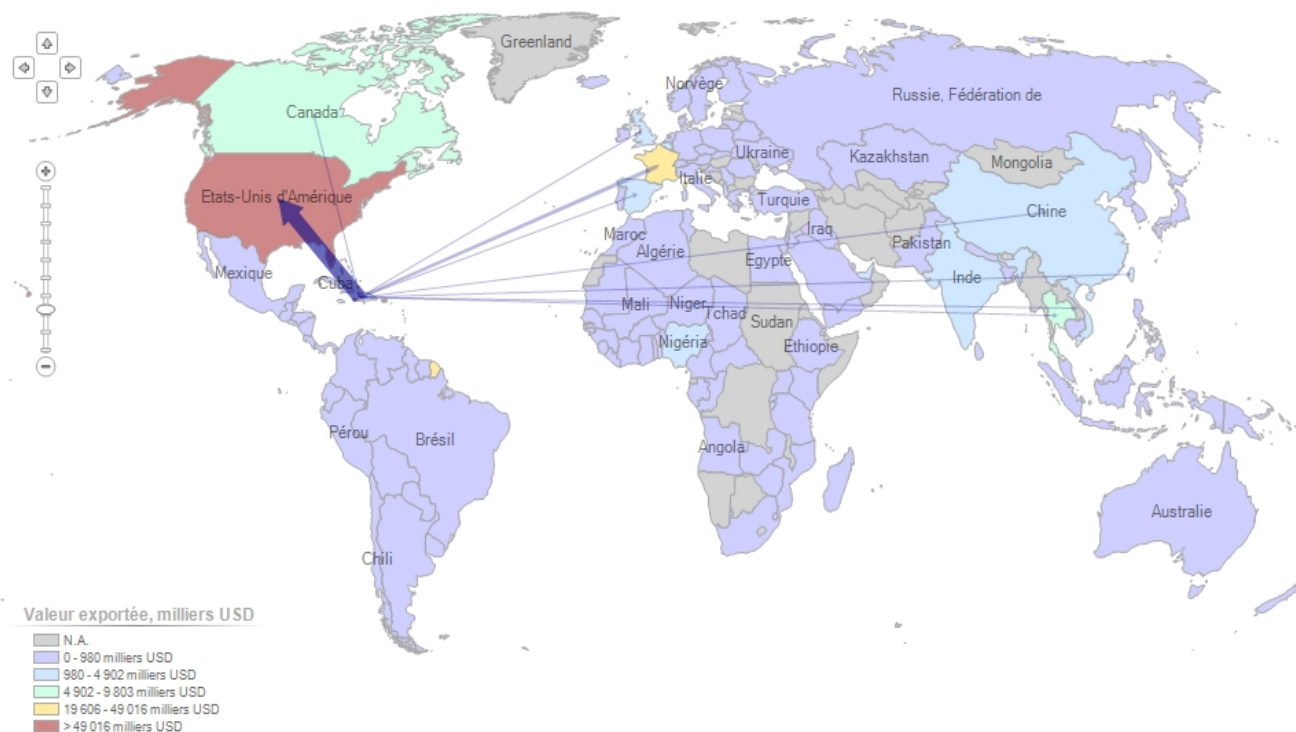 Greenland
Norvège
Russie, Fédération de
Canada
Ukraine
Kazakhstan
Mongolia
Italie
Etats-Unis d'Amérique
Turquie
Chine
Maroc
Iraq
Pakistan
Algérie
Egypte
Mexique
Cuba
Inde
Mali
Niger
Tchad
Sudan
Nigéria
Ethiopie
Pérou
Brésil
Angola
Australie
Chili
Valeur exportée, milliers USD
N.A.
0 - 980 milliers USD
980 - 4 902 milliers USD
4 902 - 9 803 milliers USD
19 606 - 49 016 milliers USD
> 49 016 milliers USD